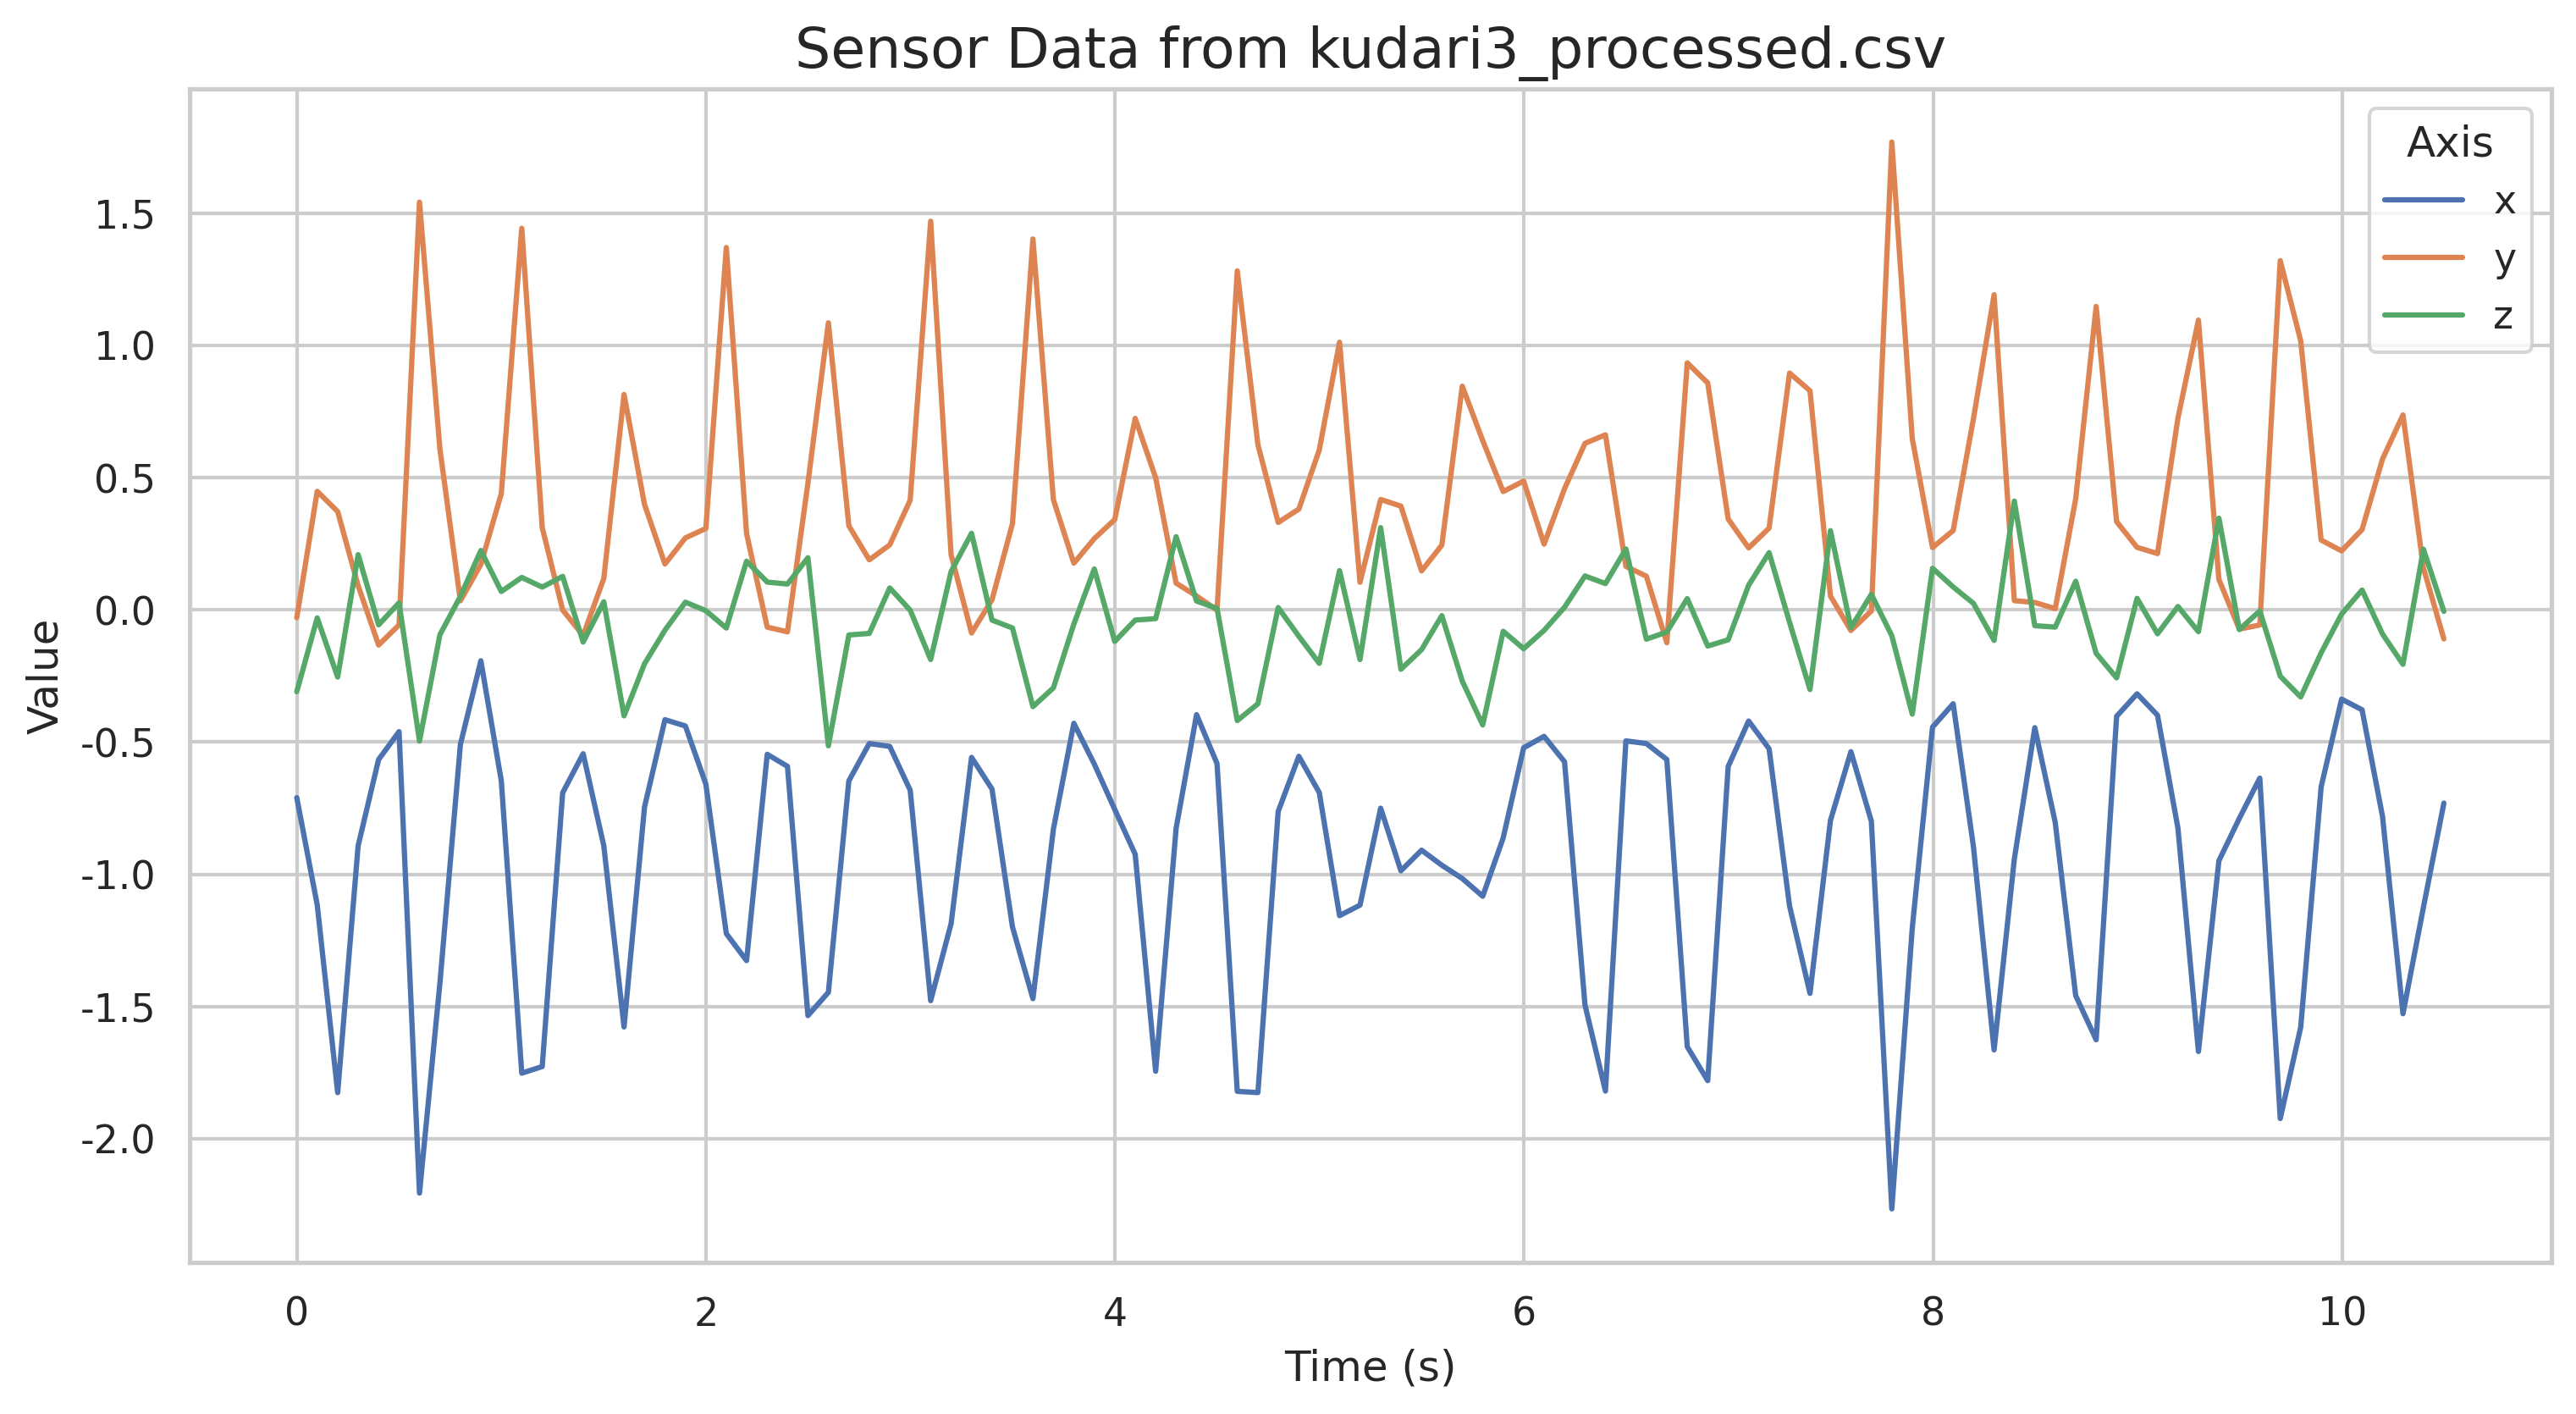 Sensor Data from kudari3_processed.csv
Axis
x
y
z
Value
1.5
1.0
0.5
0.0
-0.5
-1.0
-1.5
-2.0
0 2 4 6 8 10
Time (s)